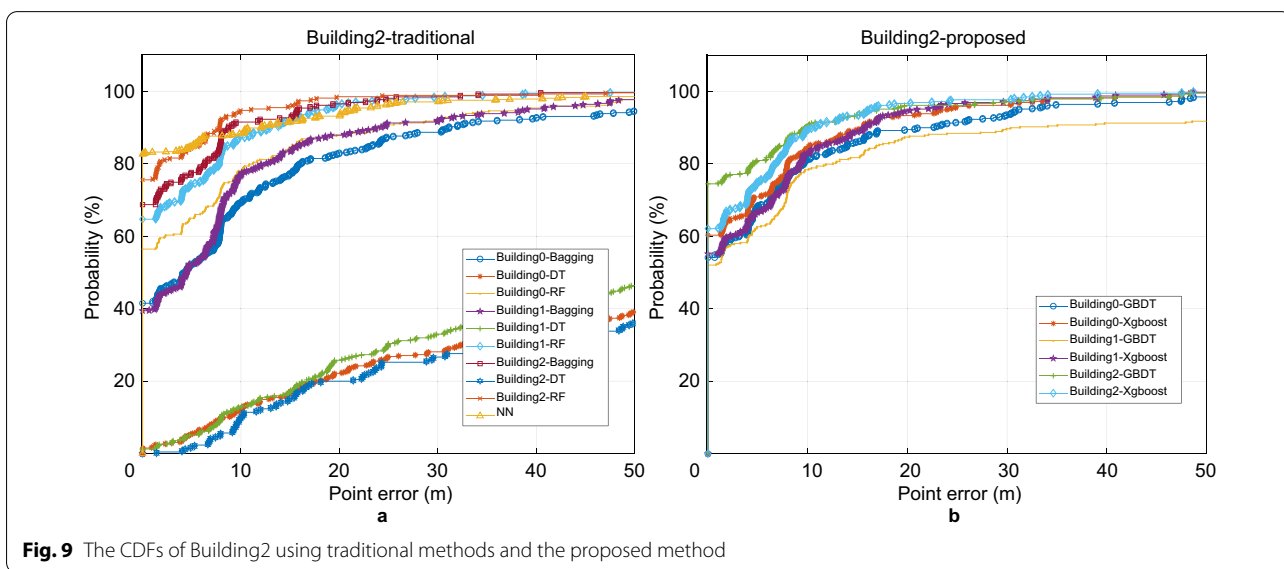 Building2-traditional
100
80
60
40
20
0
10
20
30
40
50
Probability (%)
Point error (m)
Building0-Bagging
Building0-DT
Building0-RF
Building1-Bagging
Building1-DT
Building1-RF
Building2-Bagging
Building2-DT
Building2-RF
NN
a
Building2-proposed
100
80
60
40
20
0
10
20
30
40
50
Probability (%)
Point error (m)
Building0-GBDT
Building0-Xgboost
Building1-GBDT
Building1-Xgboost
Building2-GBDT
Building2-Xgboost
b
Fig. 9 The CDFs of Building2 using traditional methods and the proposed method